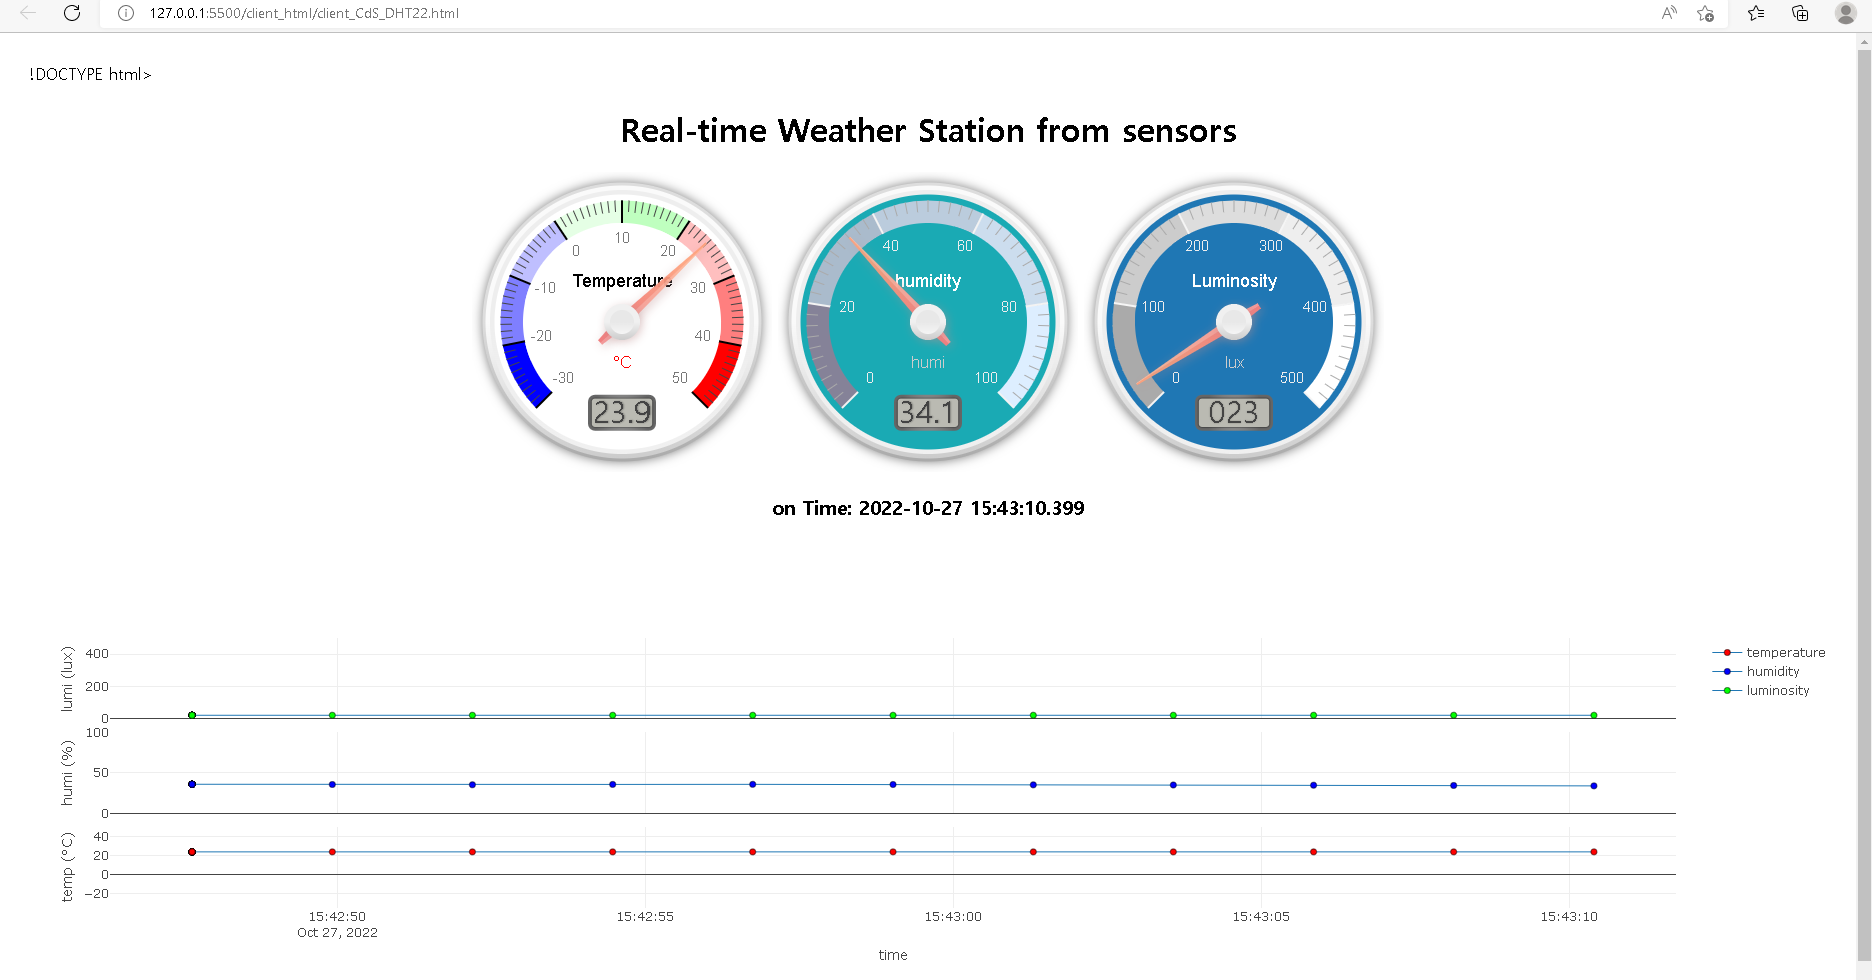 127.0.0.1:5500/client_html/client_CdS_DHT22.html
!DOCTYPE html>
Real-time Weather Station from sensors
-30 -20 -10 0 10 20 30 40 50
Temperature
°C
23.9
0 20 40 60 80 100
humidity
humi
34.1
0 100 200 300 400 500
Luminosity
lux
023
on Time: 2022-10-27 15:43:10.399
lumi (lux)
400
200
0
humi (%)
100
50
0
temp (°C)
40
20
0
−20
15:42:50 15:42:55 15:43:00 15:43:05 15:43:10
Oct 27, 2022
time
temperature
humidity
luminosity